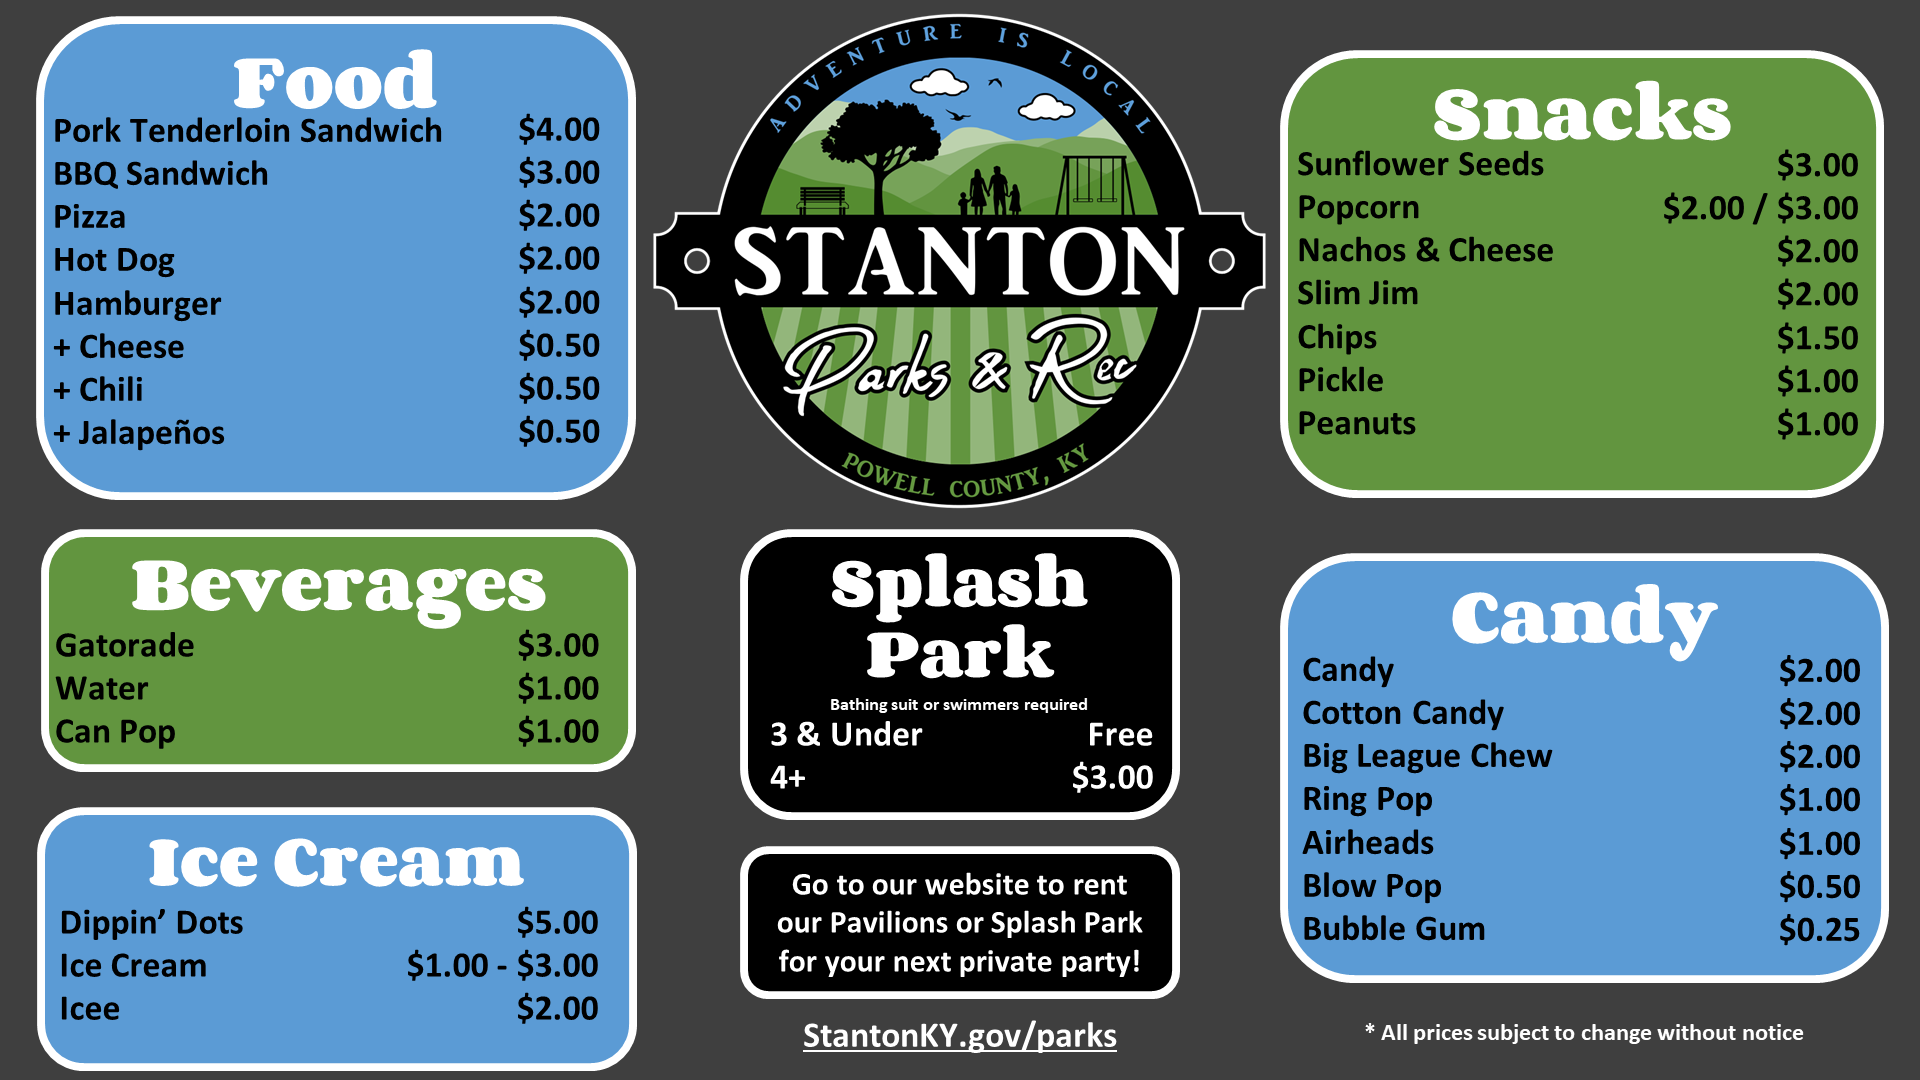 Food
Pork Tenderloin Sandwich $4.00
BBQ Sandwich $3.00
Pizza $2.00
Hot Dog $2.00
Hamburger $2.00
+ Cheese $0.50
+ Chili $0.50
+ Jalapeños $0.50
Beverages
Gatorade $3.00
Water $1.00
Can Pop $1.00
Ice Cream
Dippin’ Dots $5.00
Ice Cream $1.00 - $3.00
Icee $2.00
ADVENTURE IS LOCAL
STANTON
Parks & Rec
POWELL COUNTY, KY
Splash
Park
Bathing suit or swimmers required
3 & Under Free
4+ $3.00
Go to our website to rent
our Pavilions or Splash Park
for your next private party!
StantonKY.gov/parks
Snacks
Sunflower Seeds $3.00
Popcorn $2.00 / $3.00
Nachos & Cheese $2.00
Slim Jim $2.00
Chips $1.50
Pickle $1.00
Peanuts $1.00
Candy
Candy $2.00
Cotton Candy $2.00
Big League Chew $2.00
Ring Pop $1.00
Airheads $1.00
Blow Pop $0.50
Bubble Gum $0.25
* All prices subject to change without notice